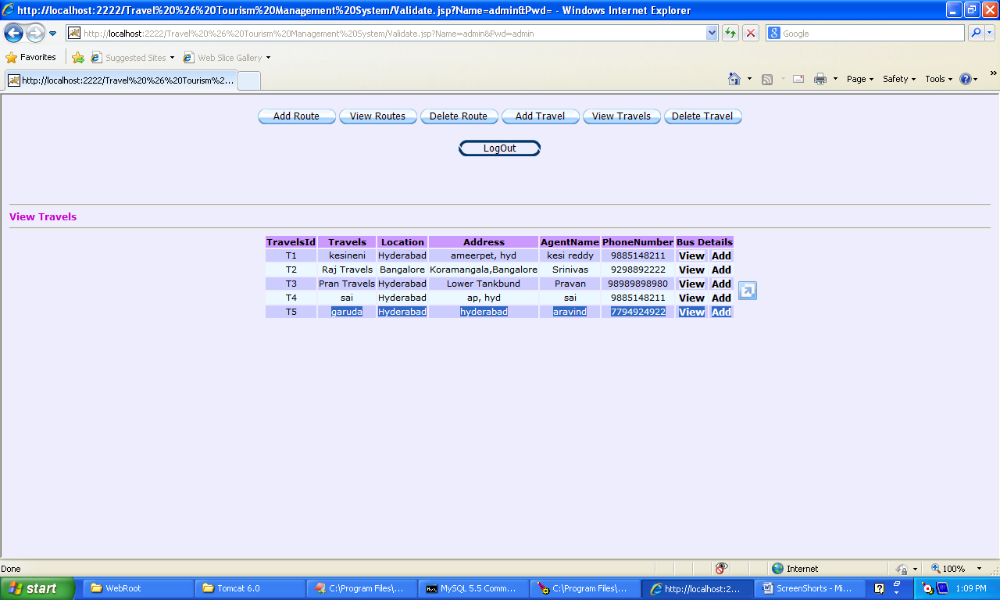 http://localhost:2222/Travel%20%26%20Tourism%20Management%20System/Validate.jsp?Name=admin&Pwd= - Windows Internet Explorer
http://localhost:2222/Travel%20%26%20Tourism%20Management%20System/Validate.jsp?Name=admin&Pwd=admin
Google
Favorites Suggested Sites Web Slice Gallery
http://localhost:2222/Travel%20%26%20Tourism%2... Page Safety Tools
Add Route View Routes Delete Route Add Travel View Travels Delete Travel
LogOut
View Travels
TravelsId Travels Location Address AgentName PhoneNumber Bus Details
T1 kesineni Hyderabad ameerpet, hyd kesi reddy 9885148211 View Add
T2 Raj Travels Bangalore Koramangala,Bangalore Srinivas 9298892222 View Add
T3 Pran Travels Hyderabad Lower Tankbund Pravan 98989898980 View Add
T4 sai Hyderabad ap, hyd sai 9885148211 View Add
T5 garuda Hyderabad hyderabad aravind 7794924922 View Add
Done Internet 100%
start WebRoot Tomcat 6.0 C:\Program Files\... MySQL 5.5 Comm... C:\Program Files\... http://localhost:2... ScreenShorts - Mi... 1:09 PM